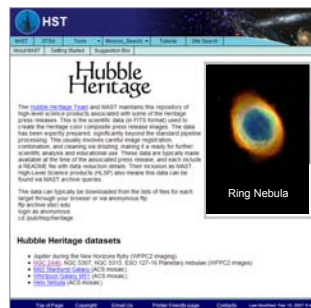 HST
MAST STScI Tools Mission_Search Tutorial Site Search
About MAST Getting Started Suggestion Box
Hubble
Heritage
The Hubble Heritage Team and MAST maintains this repository of
high-level science products associated with some of the Heritage
press releases. This is the scientific data (in FITS format) used to
create the Heritage color composite press release images. The data
has been expertly prepared, significantly beyond the standard pipeline
processing. This usually involves careful image registration,
combination, and cleaning via drizzling, making it a ready for further
scientific analysis and educational use. These data are typically made
available at the time of the associated press release, and each include
a README file with data reduction details. Their inclusion as MAST
High-Level Science products (HLSP) also means this data can be
found via MAST archive queries.
The data can typically be downloaded from the lists of files for each
target through your browser or via anonymous ftp:
ftp archive.stsci.edu
login as anonymous
cd /pub/hlsp/heritage
Ring Nebula
Hubble Heritage datasets
Jupiter during the New Horizons flyby (WFPC2 imaging)
NGC 2440, NGC 5307, NGC 5315, ESO 127-16 Planetary nebulae (WFPC2 images)
M82 Starburst Galaxy (ACS mosaic)
Whirlpool Galaxy M51 (ACS mosaic)
Helix Nebula (ACS mosaic)
Top of Page Copyright Email Us Printer Friendly page Contacts Last Modified: Feb 15, 2007